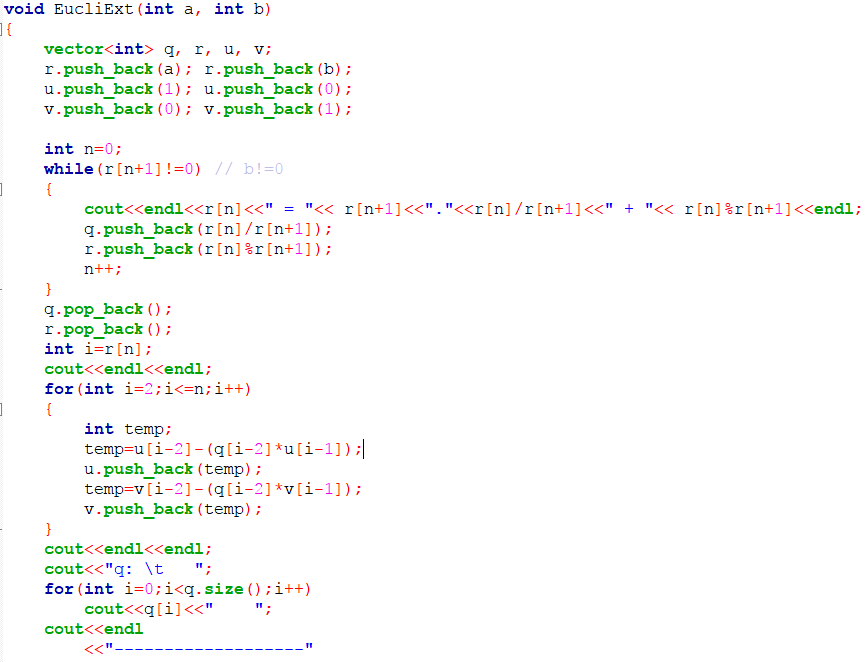 void EucliExt(int a, int b)
{
    vector<int> q, r, u, v;
    r.push_back(a); r.push_back(b);
    u.push_back(1); u.push_back(0);
    v.push_back(0); v.push_back(1);

    int n=0;
    while(r[n+1]!=0) // b!=0
    {
        cout<<endl<<r[n]<<" = "<< r[n+1]<<"."<<r[n]/r[n+1]<<" + "<< r[n]%r[n+1]<<endl;
        q.push_back(r[n]/r[n+1]);
        r.push_back(r[n]%r[n+1]);
        n++;
    }
    q.pop_back();
    r.pop_back();
    int i=r[n];
    cout<<endl<<endl;
    for(int i=2;i<=n;i++)
    {
        int temp;
        temp=u[i-2]-(q[i-2]*u[i-1]);
        u.push_back(temp);
        temp=v[i-2]-(q[i-2]*v[i-1]);
        v.push_back(temp);
    }
    cout<<endl<<endl;
    cout<<"q: \t   ";
    for(int i=0;i<q.size();i++)
        cout<<q[i]<<"    ";
    cout<<endl
        <<"-------------------"